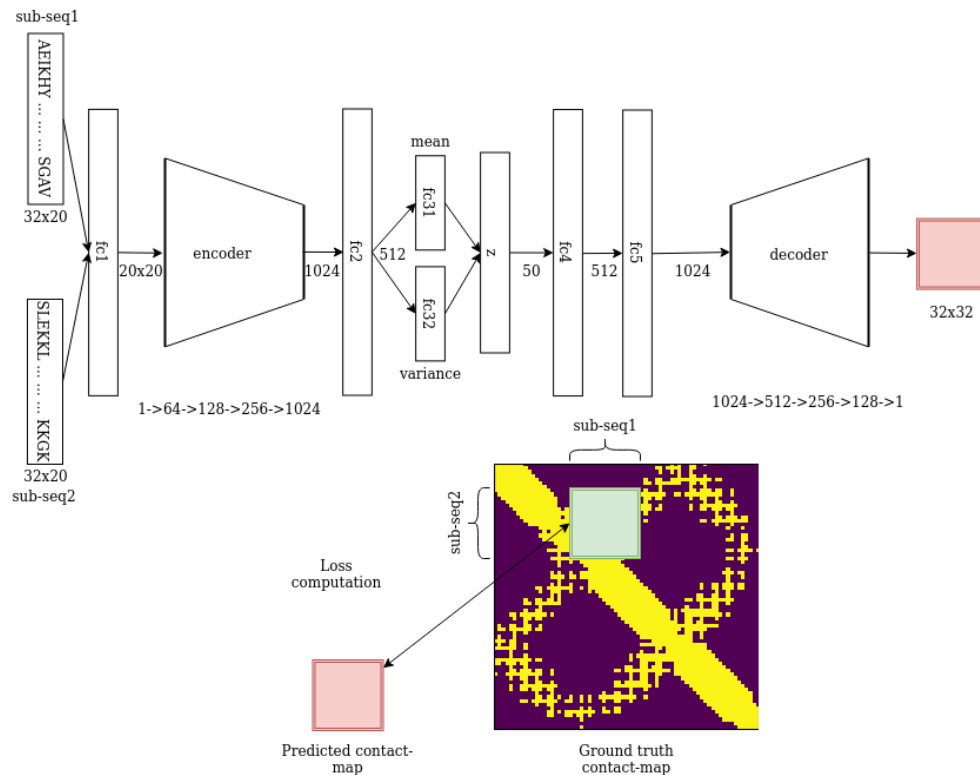 sub-seq1
AEIKHY ... ... ... SGAV
32x20
SLEKKL ... ... ... KKGK
32x20
sub-seq2
fc1
20x20
encoder
1->64->128->256->1024
1024
fc2
512
mean
fc31
fc32
variance
z
50
fc4
512
fc5
1024
decoder
1024->512->256->128->1
32x32
sub-seq1
sub-seq2
Loss
computation
Predicted contact-
map
Ground truth
contact-map